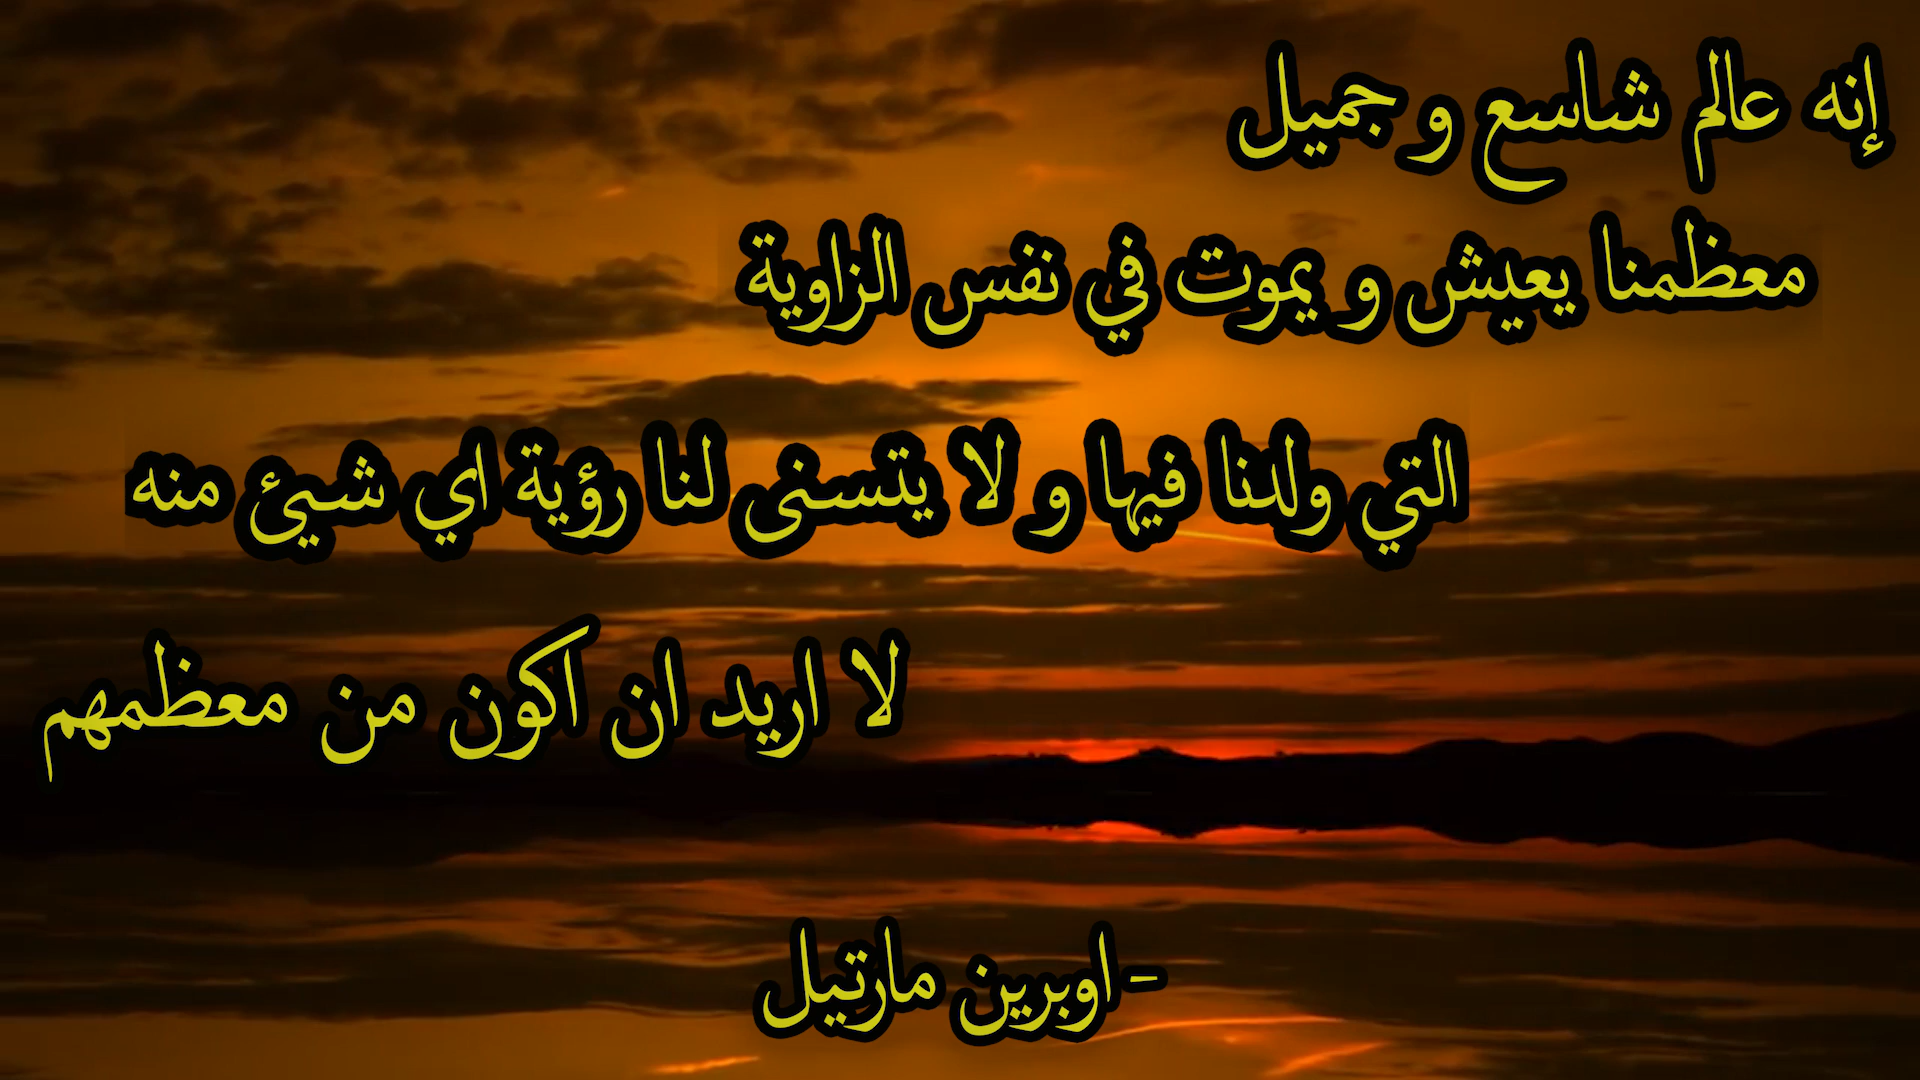 إنه عالم شاسع و جميل
معظمنا يعيش و يموت في نفس الزاوية
التي ولدنا فيها و لا يتسنى لنا رؤية اي شيئ منه
لا اريد ان اكون من معظمهم
- اوبرين مارتيل